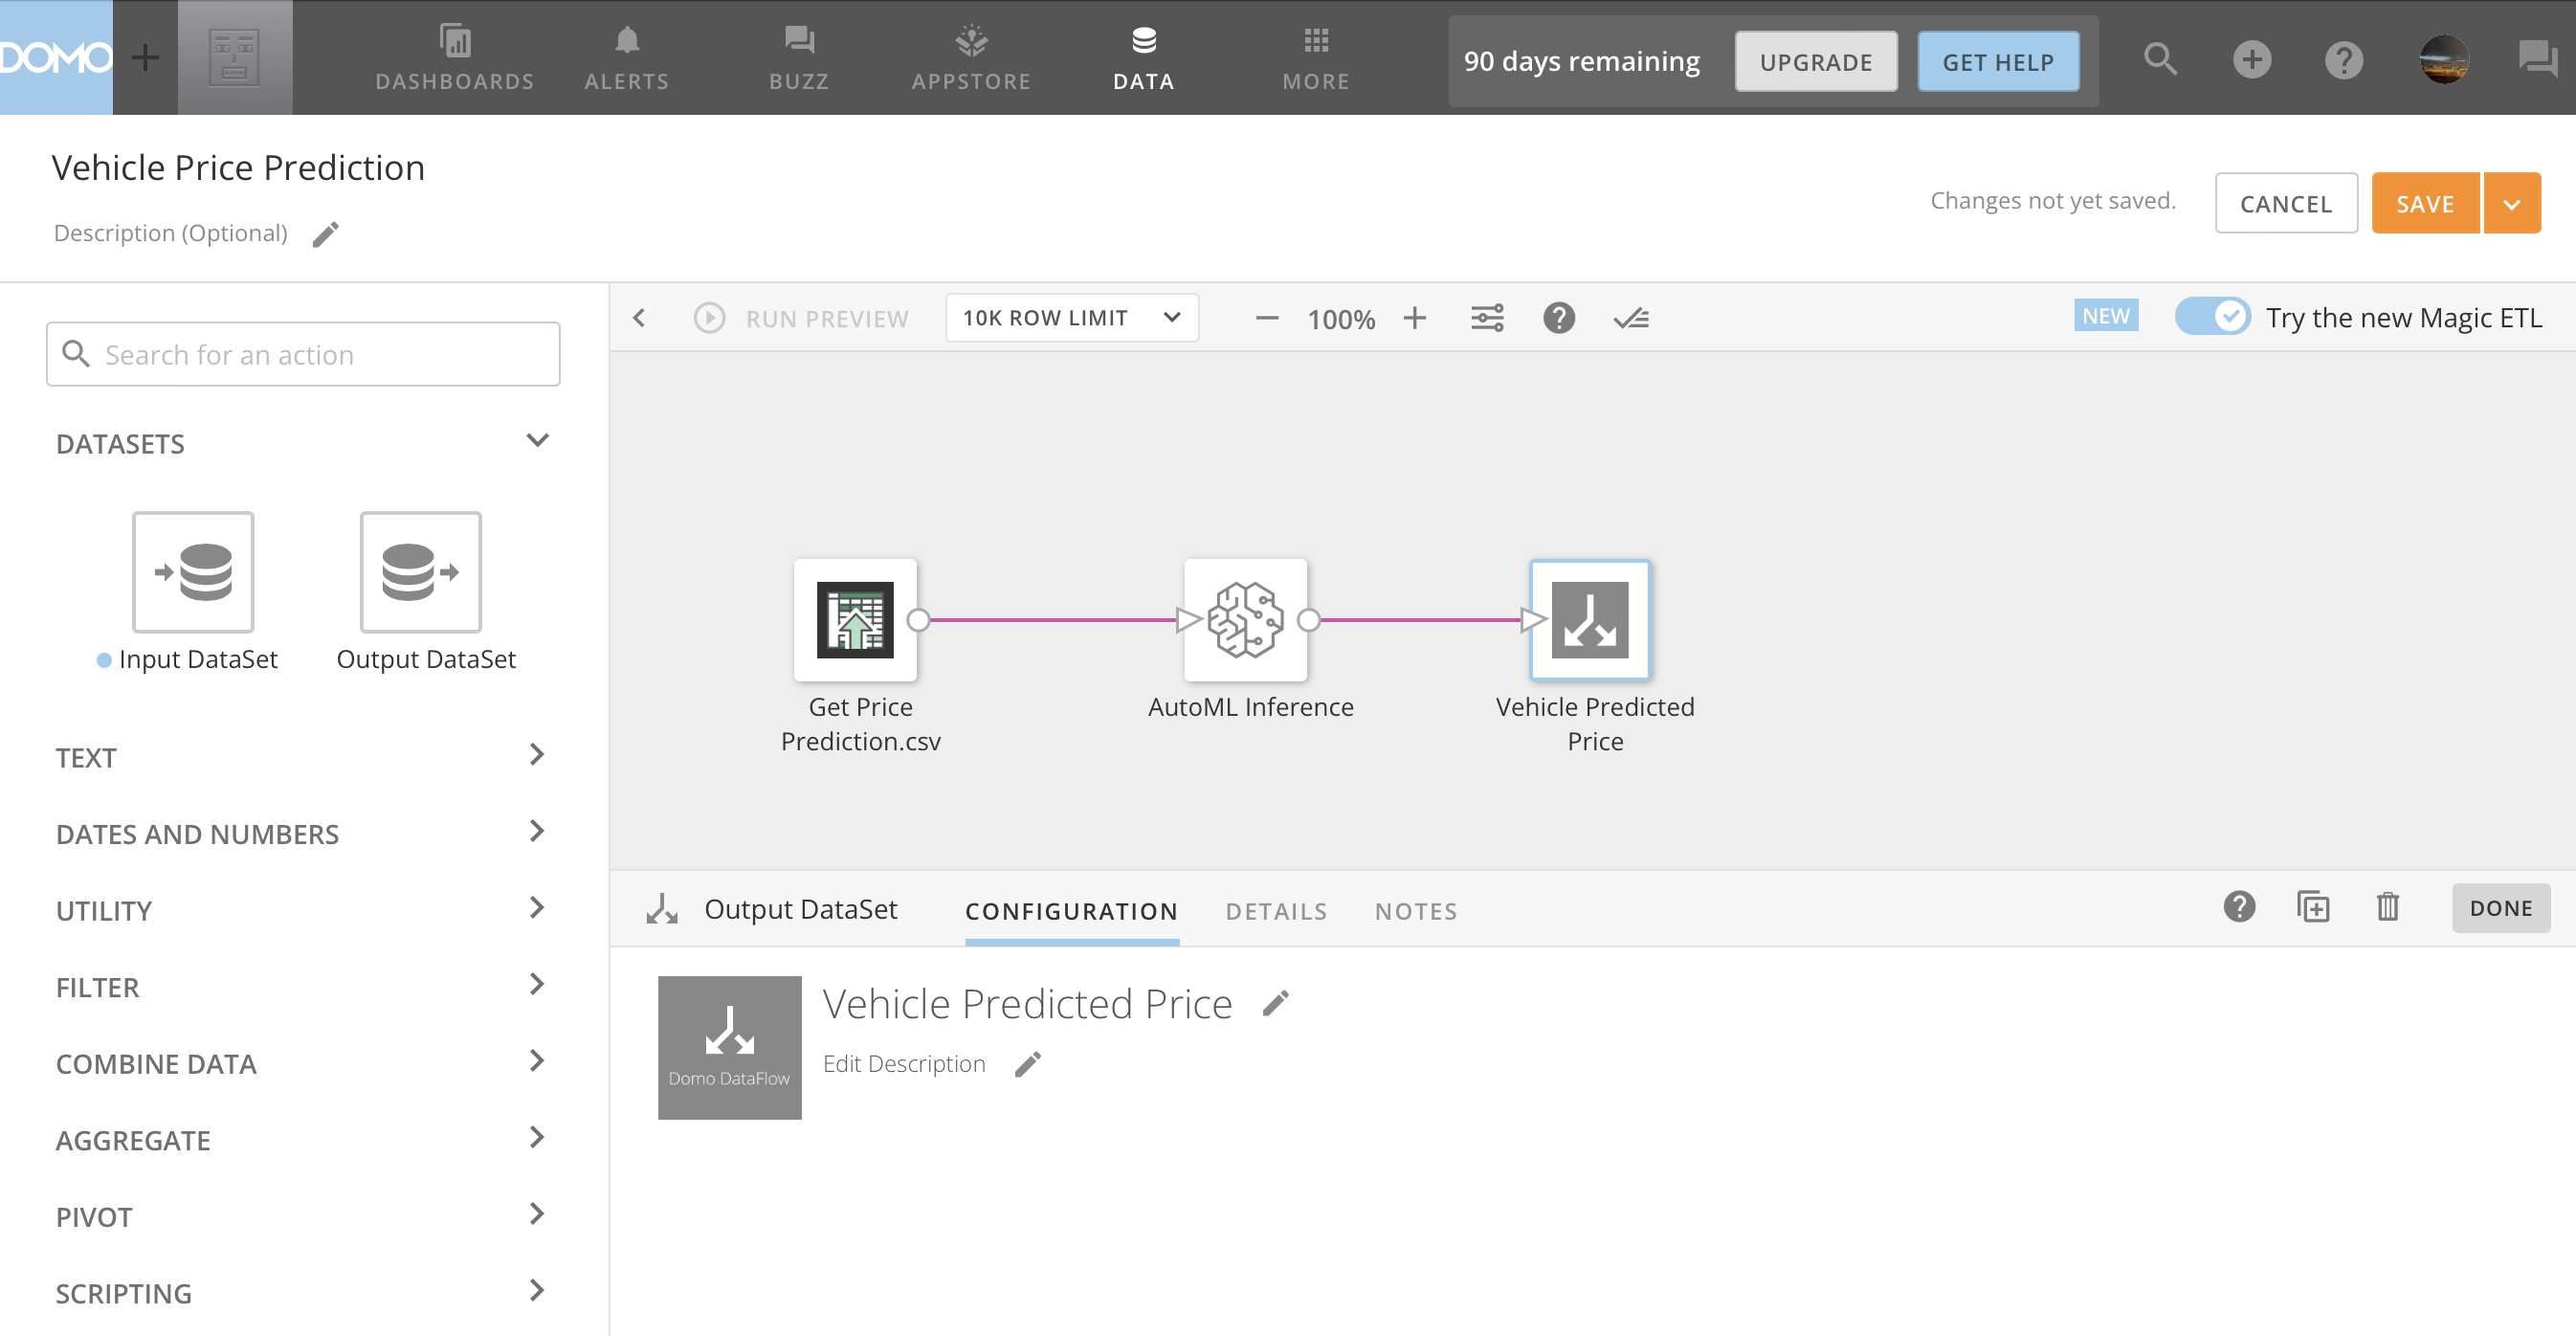 DOMO
DASHBOARDS
ALERTS
BUZZ
APPSTORE
DATA
MORE
90 days remaining
UPGRADE
GET HELP
Vehicle Price Prediction
Description (Optional)
Changes not yet saved.
CANCEL
SAVE
Search for an action
DATASETS
Input DataSet
Output DataSet
TEXT
DATES AND NUMBERS
UTILITY
FILTER
COMBINE DATA
AGGREGATE
PIVOT
SCRIPTING
RUN PREVIEW
10K ROW LIMIT
100%
NEW
Try the new Magic ETL
Get Price
Prediction.csv
AutoML Inference
Vehicle Predicted
Price
Output DataSet
CONFIGURATION
DETAILS
NOTES
DONE
Domo DataFlow
Vehicle Predicted Price
Edit Description